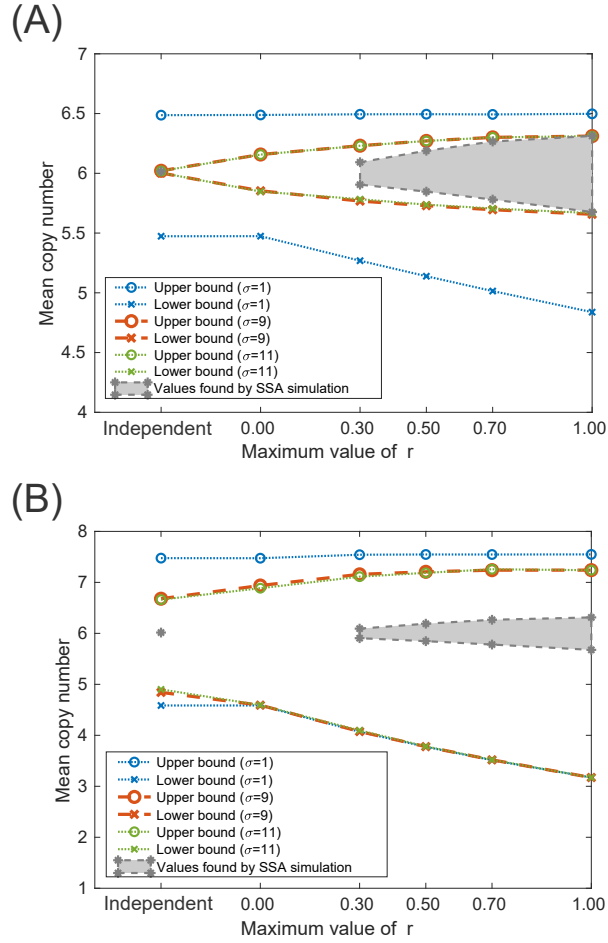 (A)
7
6.5
6
5.5
5
4.5
4
Mean copy number
Upper bound (σ=1)
Lower bound (σ=1)
Upper bound (σ=9)
Lower bound (σ=9)
Upper bound (σ=11)
Lower bound (σ=11)
Values found by SSA simulation
Independent 0.00 0.30 0.50 0.70 1.00
Maximum value of r
(B)
8
7
6
5
4
3
2
1
Mean copy number
Upper bound (σ=1)
Lower bound (σ=1)
Upper bound (σ=9)
Lower bound (σ=9)
Upper bound (σ=11)
Lower bound (σ=11)
Values found by SSA simulation
Independent 0.00 0.30 0.50 0.70 1.00
Maximum value of r